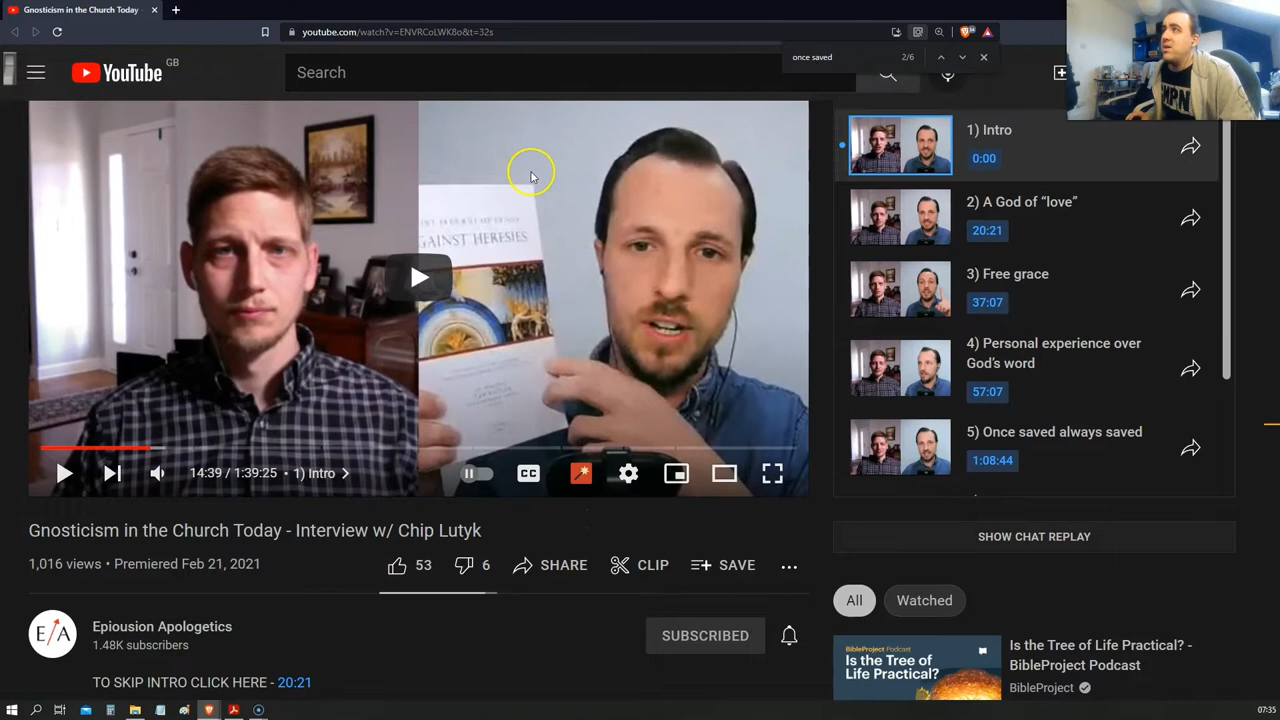 Gnosticism in the Church Today -
youtube.com/watch?v=ENVRCoLWK8o&t=32s
once saved
2/6
YouTube
GB
Search
AGAINST HERESIES
14:39 / 1:39:25 • 1) Intro
CC
1) Intro
0:00
2) A God of “love”
20:21
3) Free grace
37:07
4) Personal experience over
God’s word
57:07
5) Once saved always saved
1:08:44
Gnosticism in the Church Today - Interview w/ Chip Lutyk
1,016 views • Premiered Feb 21, 2021
53
6
SHARE
CLIP
SAVE
SHOW CHAT REPLAY
All
Watched
E/A
Epiousion Apologetics
1.48K subscribers
SUBSCRIBED
TO SKIP INTRO CLICK HERE - 20:21
BibleProject Podcast
Is the Tree of
Life Practical?
Is the Tree of Life Practical? -
BibleProject Podcast
BibleProject
07:35